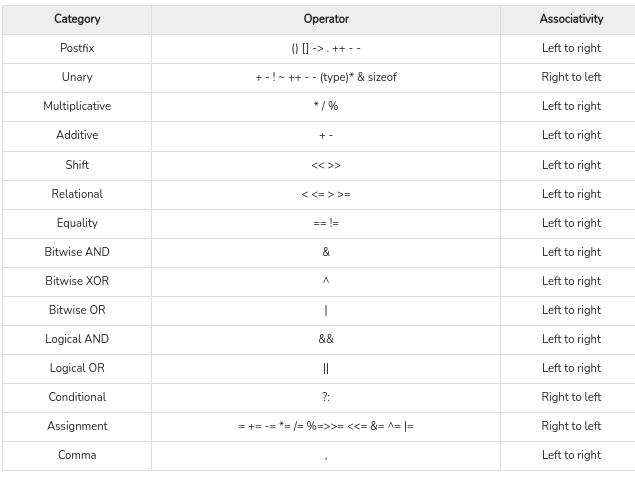 Category Operator Associativity
Postfix () [] -> . ++ - - Left to right
Unary + - ! ~ ++ - - (type)* & sizeof Right to left
Multiplicative * / % Left to right
Additive + - Left to right
Shift << >> Left to right
Relational < <= > >= Left to right
Equality == != Left to right
Bitwise AND & Left to right
Bitwise XOR ^ Left to right
Bitwise OR | Left to right
Logical AND && Left to right
Logical OR || Left to right
Conditional ?: Right to left
Assignment = += -= *= /= %=>>= <<= &= ^= |= Right to left
Comma , Left to right